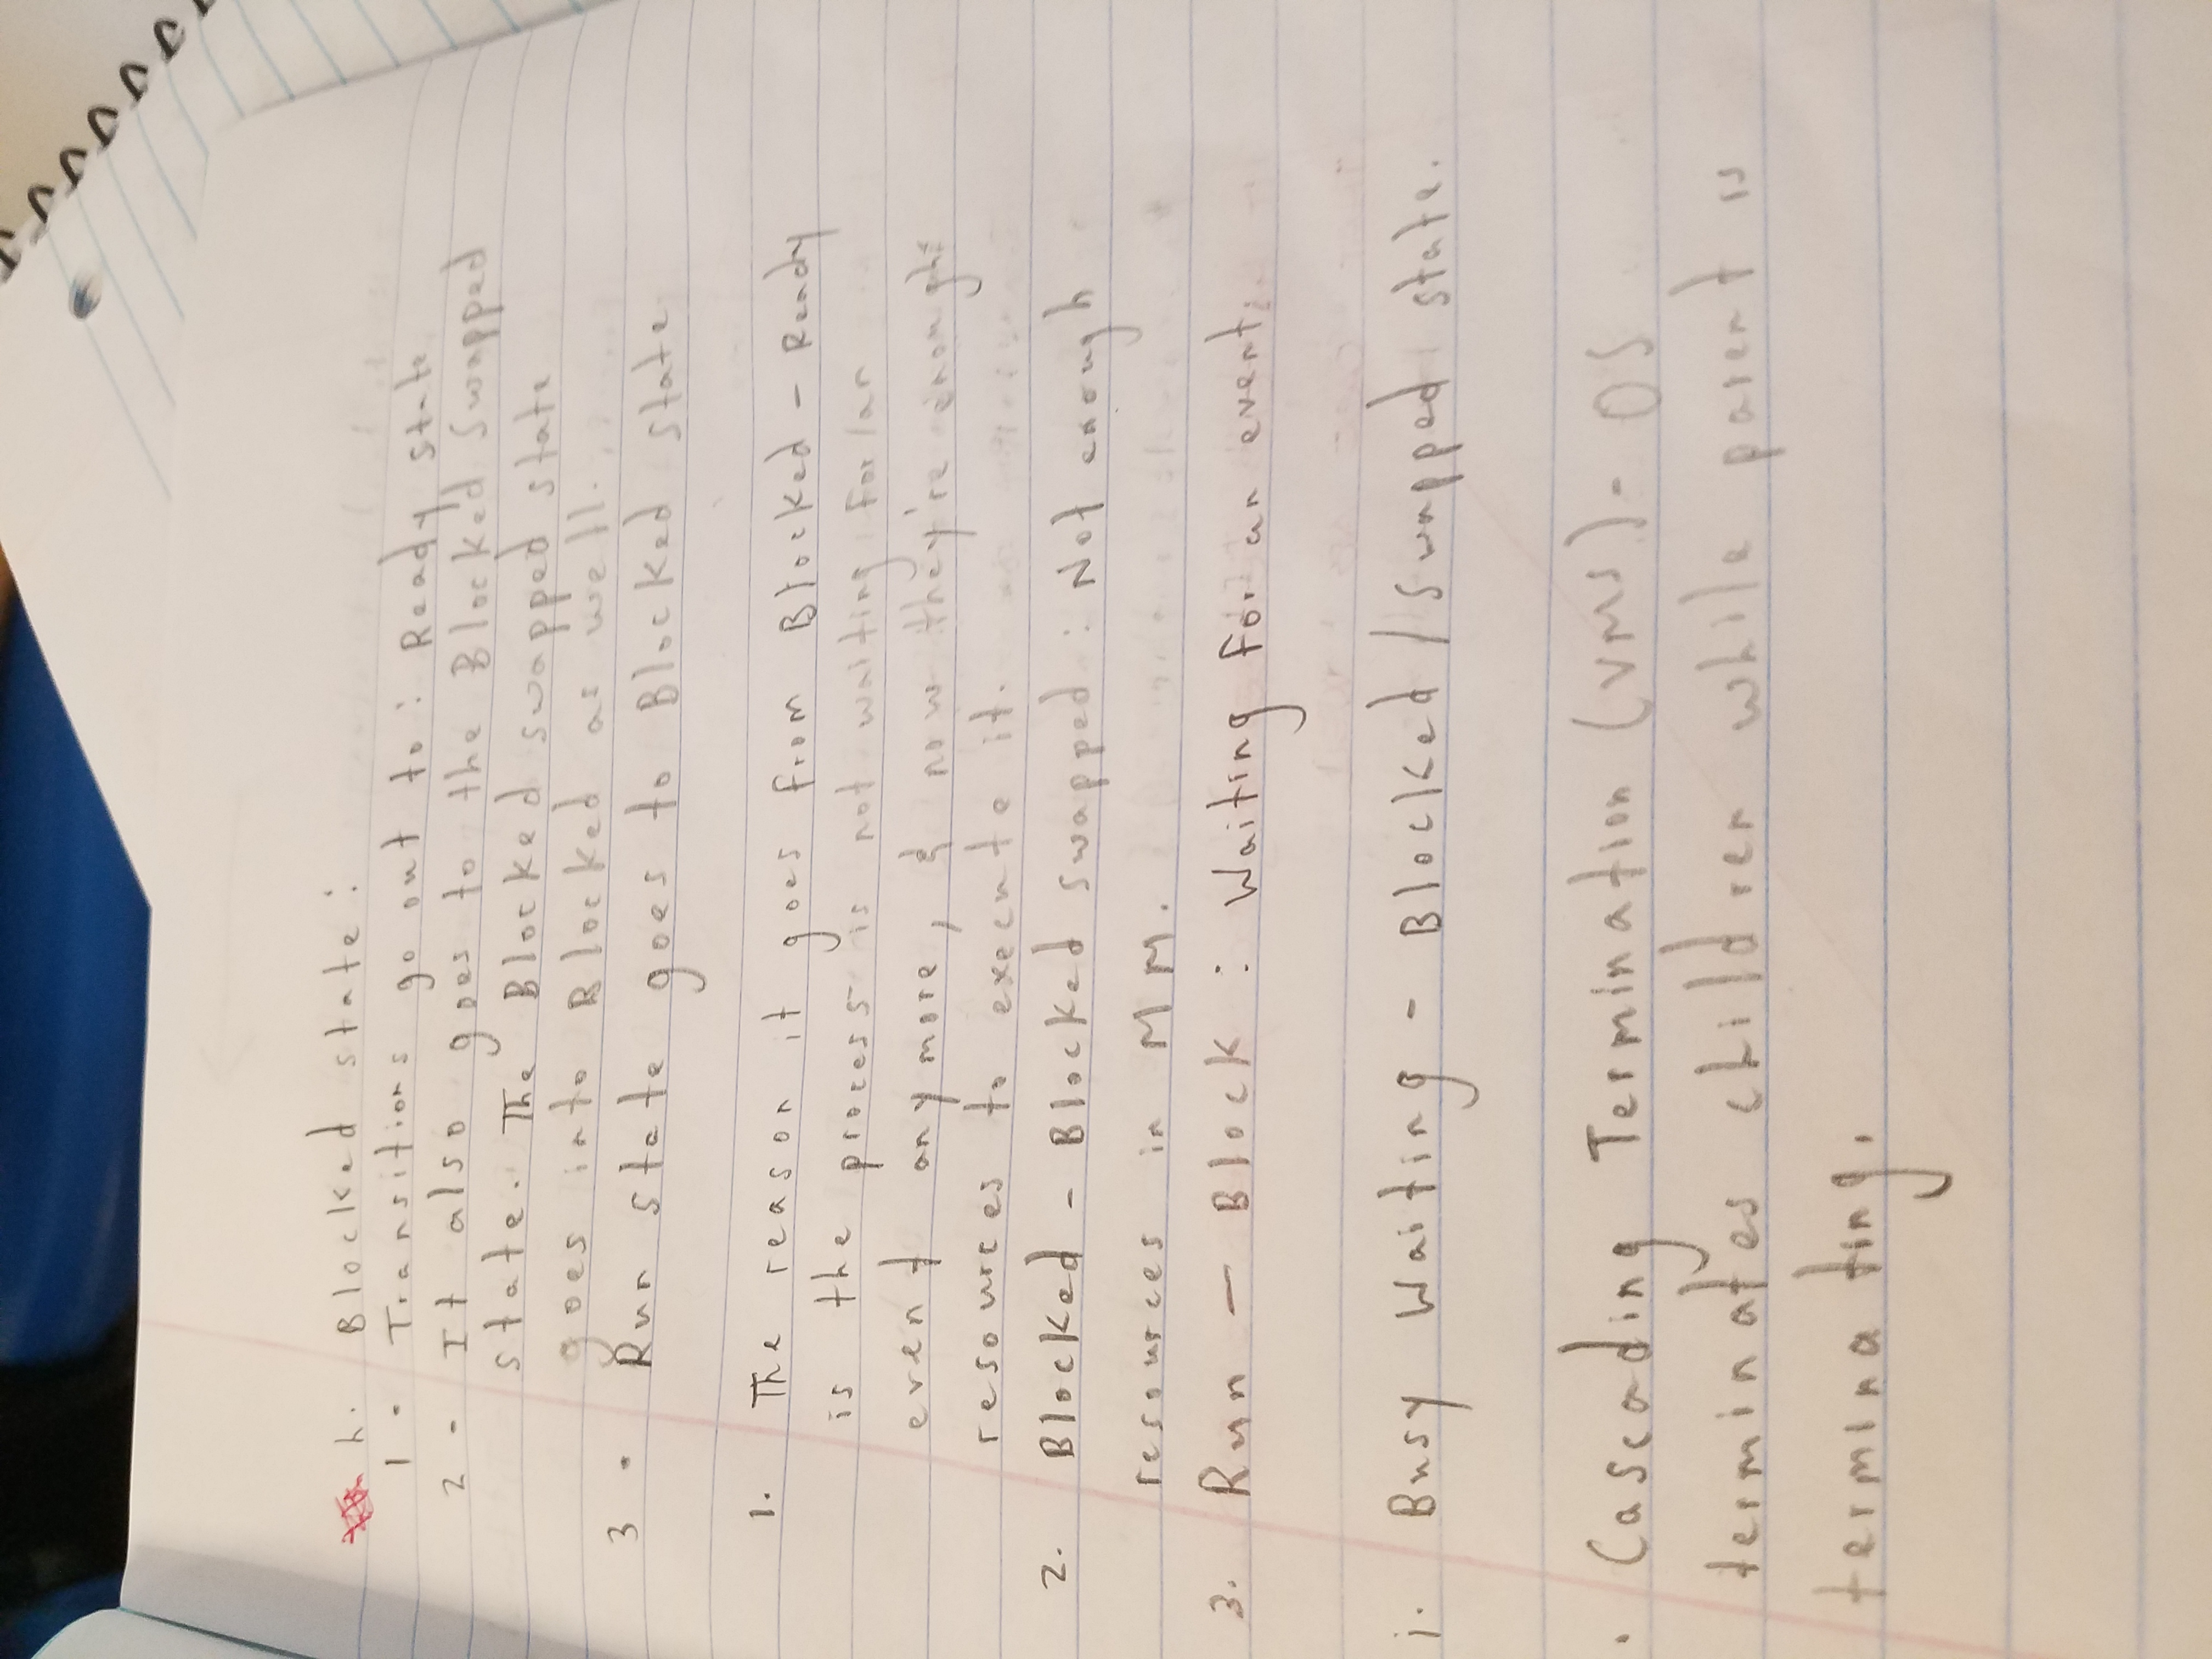 h. Blocked state:
1 - Transitions go out to: Ready state
2 - It also goes to the Blocked Swapped
state. The Blocked swapped state
goes into Blocked as well.
3 - Run state goes to Blocked state
1. The reason it goes from Blocked - Ready
is the process is not waiting for/an
event anymore, & now they're enough
resources to execute it.
2. Blocked - Blocked swapped: Not enough
resources in MM.
3. Run - Block: Waiting for an event.
i. Busy Waiting - Blocked/Swapped state.
. Cascading Termination (VMS) - OS
terminates children while parent is
terminating.